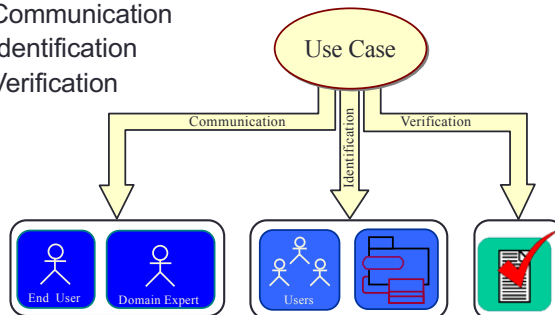 Communication
dentification
Verification
Use Case
Communication
Identification
Verification
End User
Domain Expert
Users